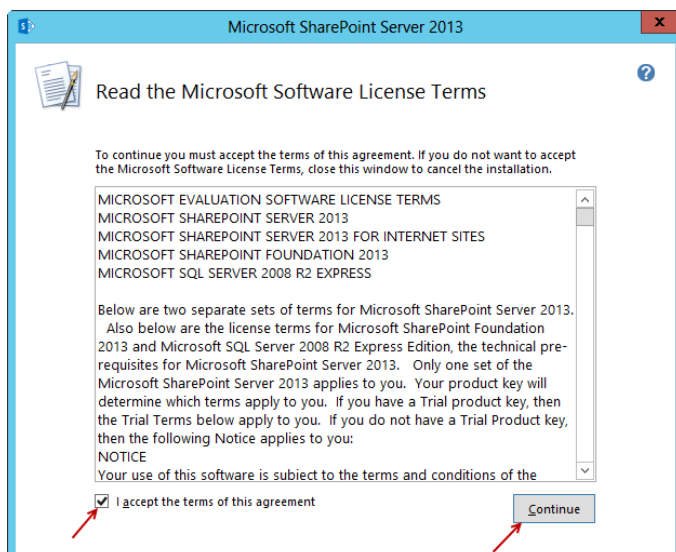 Microsoft SharePoint Server 2013
Read the Microsoft Software License Terms
To continue you must accept the terms of this agreement. If you do not want to accept
the Microsoft Software License Terms, close this window to cancel the installation.
MICROSOFT EVALUATION SOFTWARE LICENSE TERMS
MICROSOFT SHAREPOINT SERVER 2013
MICROSOFT SHAREPOINT SERVER 2013 FOR INTERNET SITES
MICROSOFT SHAREPOINT FOUNDATION 2013
MICROSOFT SQL SERVER 2008 R2 EXPRESS
Below are two separate sets of terms for Microsoft SharePoint Server 2013.
Also below are the license terms for Microsoft SharePoint Foundation
2013 and Microsoft SQL Server 2008 R2 Express Edition, the technical pre-
requisites for Microsoft SharePoint Server 2013. Only one set of the
Microsoft SharePoint Server 2013 applies to you. Your product key will
determine which terms apply to you. If you have a Trial product key, then
the Trial Terms below apply to you. If you do not have a Trial Product key,
then the following Notice applies to you:
NOTICE
Your use of this software is subject to the terms and conditions of the
I accept the terms of this agreement
Continue